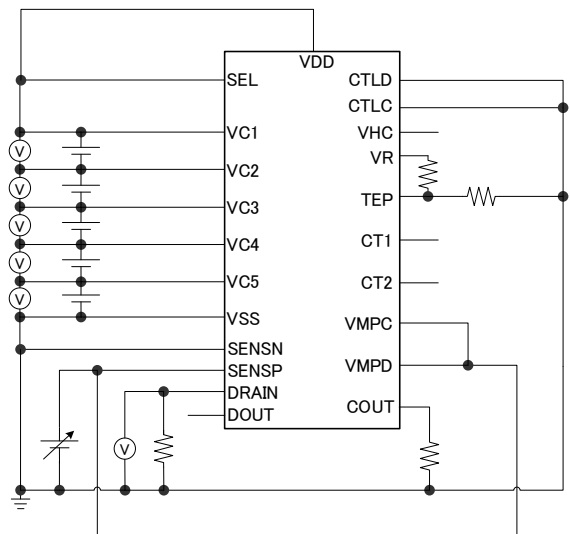 VDD
SEL
VC1
VC2
VC3
VC4
VC5
VSS
SENSN
SENSP
DRAIN
DOUT
CTLD
CTLC
VHC
VR
TEP
CT1
CT2
VMPC
VMPD
COUT
V
V
V
V
V
V